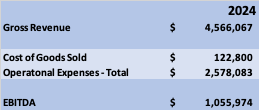 2024
Gross Revenue $ 4,566,067
Cost of Goods Sold $ 122,800
Operatonal Expenses - Total $ 2,578,083
EBITDA $ 1,055,974